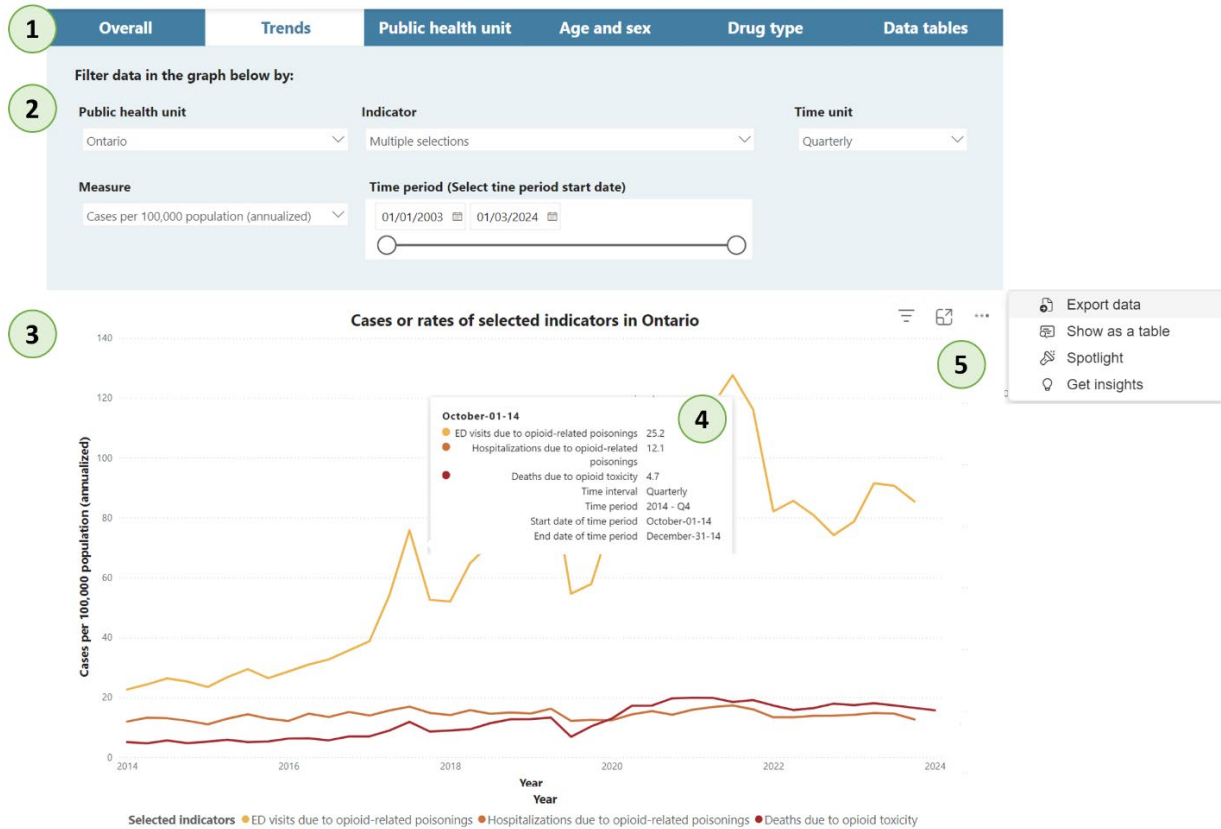 1
Overall
Trends
Public health unit
Age and sex
Drug type
Data tables
Filter data in the graph below by:
2
Public health unit
Indicator
Time unit
Ontario
Multiple selections
Quarterly
Measure
Time period (Select tine period start date)
Cases per 100,000 population (annualized)
01/01/2003
01/03/2024
3
Cases or rates of selected indicators in Ontario
Export data
Show as a table
Spotlight
Get insights
5
4
October-01-14
ED visits due to opioid-related poisonings 25.2
Hospitalizations due to opioid-related 12.1
poisonings
Deaths due to opioid toxicity 4.7
Time interval Quarterly
Time period 2014 - Q4
Start date of time period October-01-14
End date of time period December-31-14
Cases per 100,000 population (annualized)
140
120
100
80
60
40
20
0
2014
2016
2018
2020
2022
2024
Year
Year
Selected indicators ED visits due to opioid-related poisonings Hospitalizations due to opioid-related poisonings Deaths due to opioid toxicity